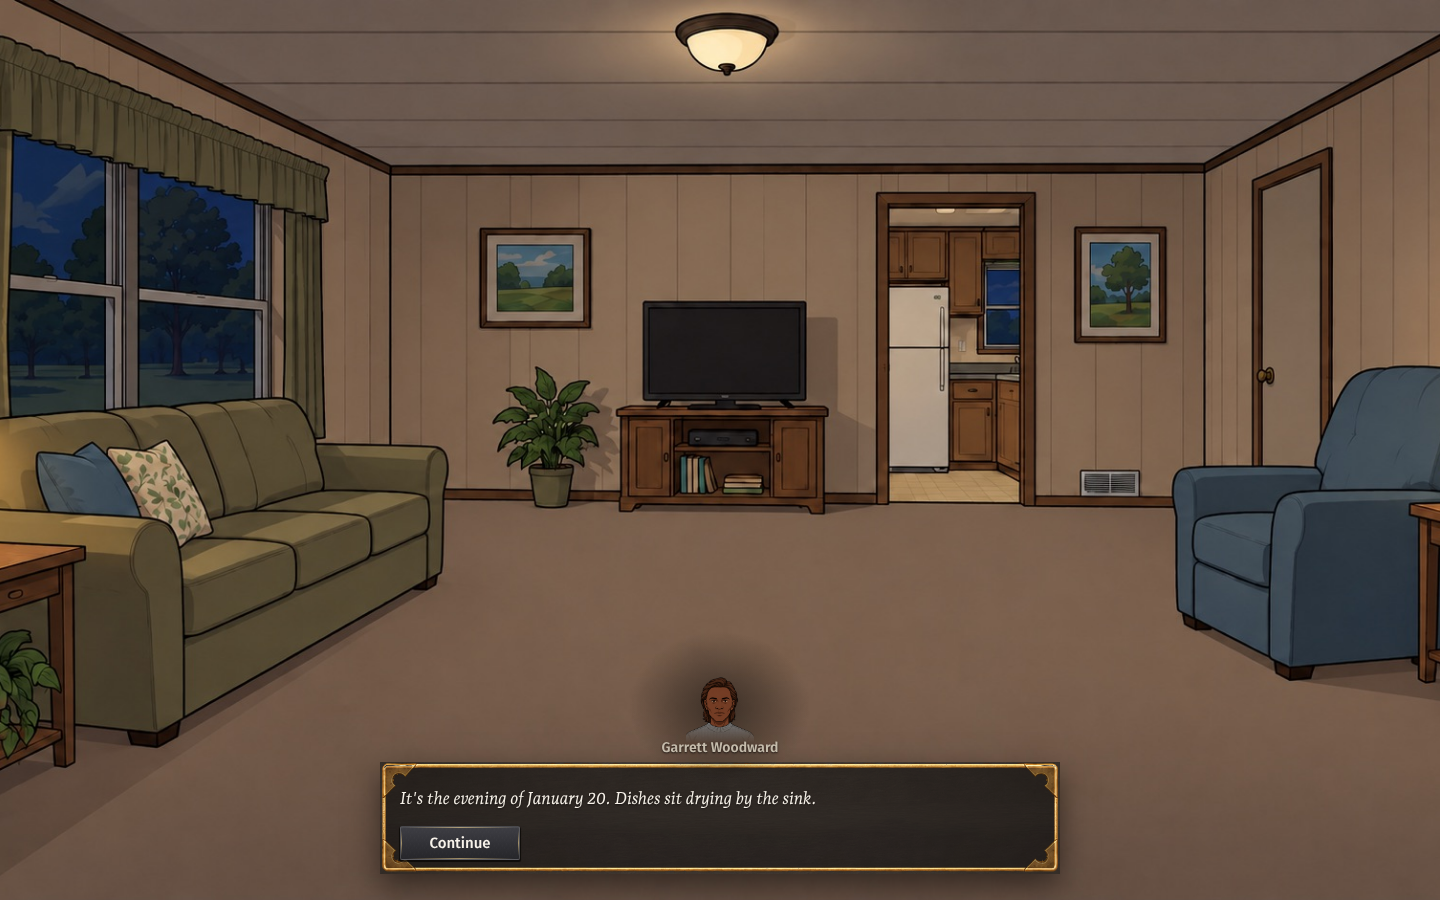 Garrett Woodward
It's the evening of January 20. Dishes sit drying by the sink.
Continue